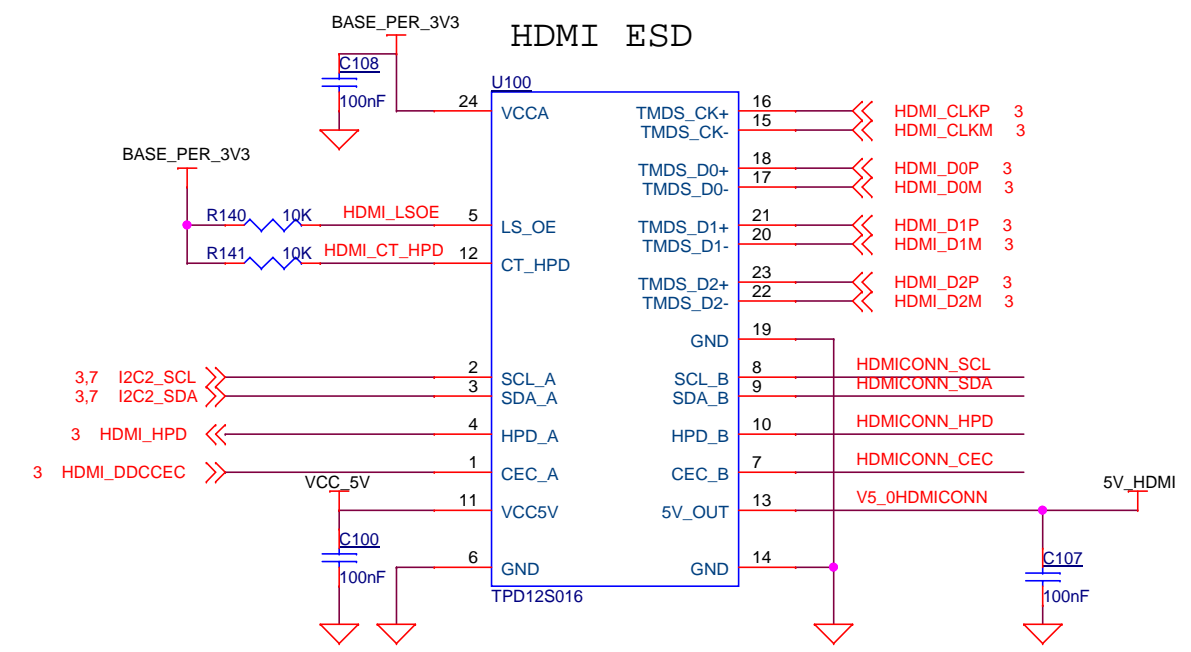 BASE_PER_3V3
HDMI ESD
C108
100nF
U100
24 VCCA
TMDS_CK+ 16 HDMI_CLKP 3
TMDS_CK- 15 HDMI_CLKM 3
BASE_PER_3V3
TMDS_D0+ 18 HDMI_D0P 3
TMDS_D0- 17 HDMI_D0M 3
R140 10K HDMI_LSOE 5 LS_OE
TMDS_D1+ 21 HDMI_D1P 3
TMDS_D1- 20 HDMI_D1M 3
R141 10K HDMI_CT_HPD 12 CT_HPD
TMDS_D2+ 23 HDMI_D2P 3
TMDS_D2- 22 HDMI_D2M 3
GND 19
3,7 I2C2_SCL 2 SCL_A
SCL_B 8 HDMICONN_SCL
3,7 I2C2_SDA 3 SDA_A
SDA_B 9 HDMICONN_SDA
3 HDMI_HPD 4 HPD_A
HPD_B 10 HDMICONN_HPD
3 HDMI_DDCCEC 1 CEC_A
CEC_B 7 HDMICONN_CEC
VCC_5V
5V_HDMI
11 VCC5V
5V_OUT 13 V5_0HDMICONN
C100
100nF
6 GND
GND 14
C107
100nF
TPD12S016